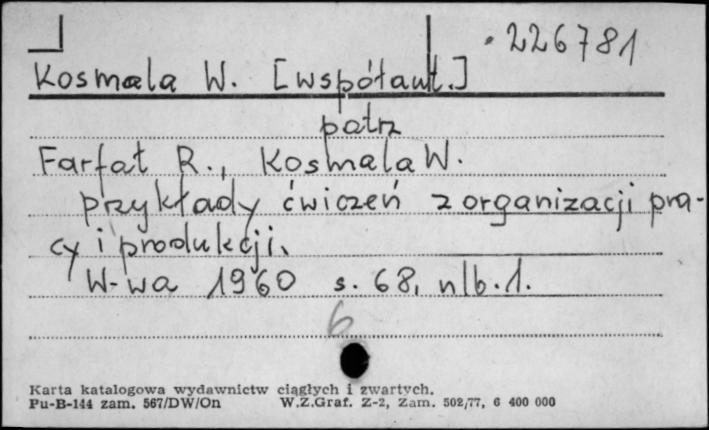 226781
Kosmala W. [współaut.]
patrz
Farfał R., Kosmala W.
przykłady ćwiczeń z organizacji pra-
cy i produkcji.
W-wa 1960 s. 68, nlb. 1.
6
Karta katalogowa wydawnictw ciągłych i zwartych.
Pu-B-144 zam. 567/DW/On W.Z.Graf. Z-2, Zam. 502/77, 6 400 000